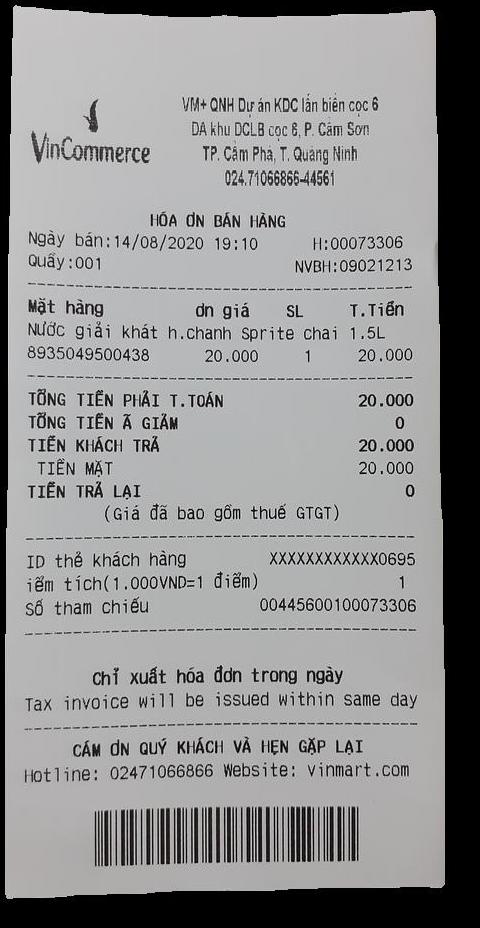 VinCommerce
VM+ QNH Dự án KDC lấn biển cọc 6
DA khu DCLB cọc 6, P. Cẩm Sơn
TP. Cẩm Phả, T. Quảng Ninh
024.71066866-44561
HÓA ƠN BÁN HÀNG
Ngày bán:14/08/2020 19:10 H:00073306
Quầy:001 NVBH:09021213
Mặt hàng ơn giá SL T.Tiền
Nước giải khát h.chanh Sprite chai 1.5L
8935049500438 20.000 1 20.000
TỔNG TIỀN PHẢI T.TOÁN 20.000
TỔNG TIỀN Ã GIẢM 0
TIỀN KHÁCH TRẢ 20.000
TIỀN MẶT 20.000
TIỀN TRẢ LẠI 0
(Giá đã bao gồm thuế GTGT)
ID thẻ khách hàng XXXXXXXXXXXX0695
iểm tích(1.000VND=1 điểm) 1
Số tham chiếu 00445600100073306
Chỉ xuất hóa đơn trong ngày
Tax invoice will be issued within same day
CÁM ƠN QUÝ KHÁCH VÀ HẸN GẶP LẠI
Hotline: 02471066866 Website: vinmart.com